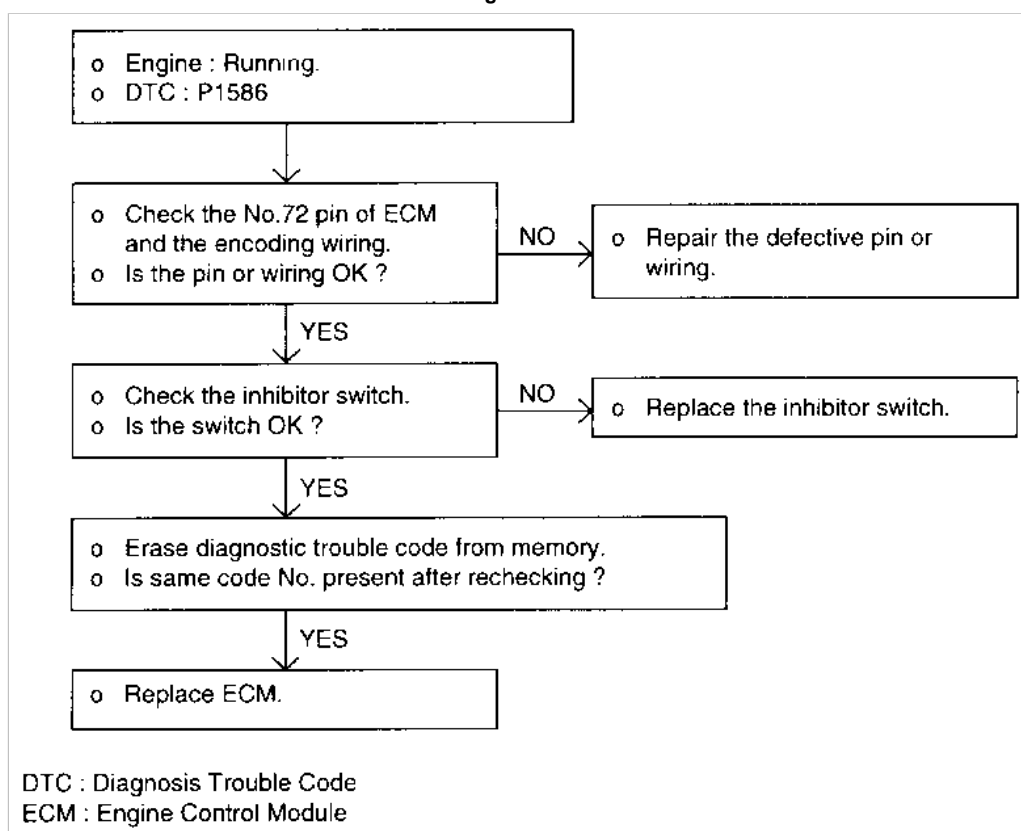 o Engine : Running.
o DTC : P1586
o Check the No.72 pin of ECM
and the encoding wiring.
o Is the pin or wiring OK ?
NO
o Repair the defective pin or
wiring.
YES
o Check the inhibitor switch.
o Is the switch OK ?
NO
o Replace the inhibitor switch.
YES
o Erase diagnostic trouble code from memory.
o Is same code No. present after rechecking ?
YES
o Replace ECM.
DTC : Diagnosis Trouble Code
ECM : Engine Control Module